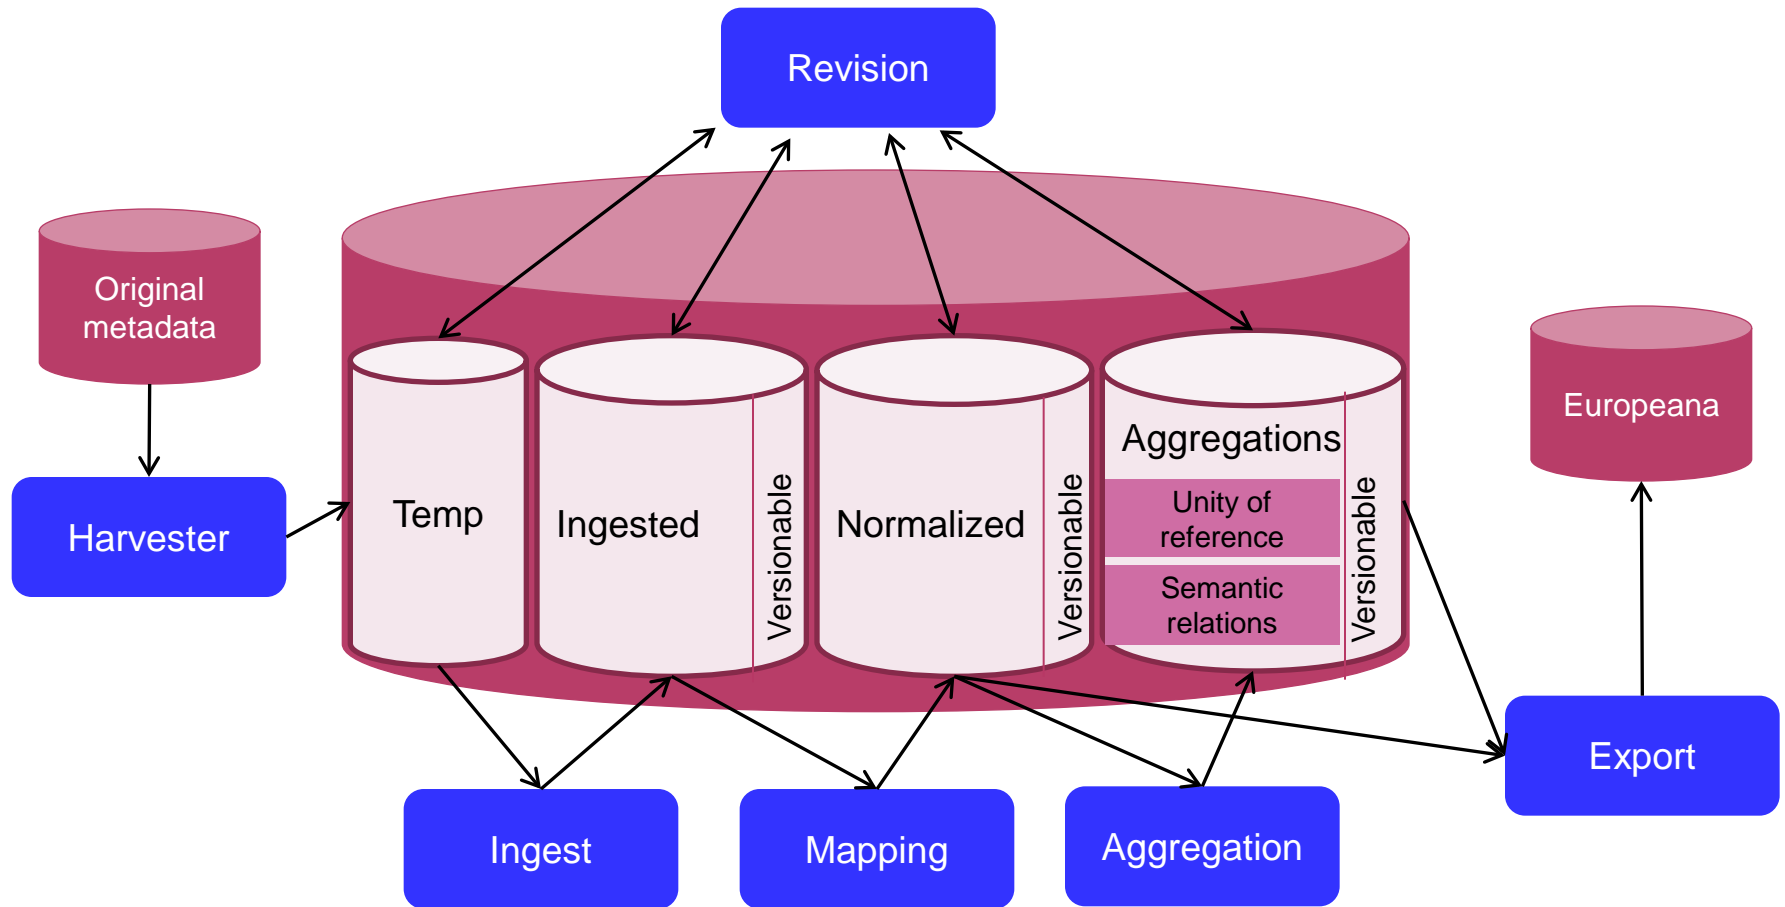 Revision
Original
metadata
Europeana
Harvester
Temp
Ingested
Versionable
Normalized
Versionable
Aggregations
Unity of
reference
Semantic
relations
Versionable
Export
Ingest
Mapping
Aggregation